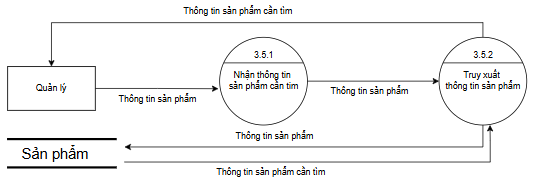 Thông tin sản phẩm cần tìm
3.5.1
3.5.2
Quản lý
Nhận thông tin
sản phẩm cần tim
Truy xuất
thông tin sản phẩm
Thông tin sản phẩm
Thông tin sản phẩm
Thông tin sản phẩm
Sản phẩm
Thông tin sản phẩm cần tìm